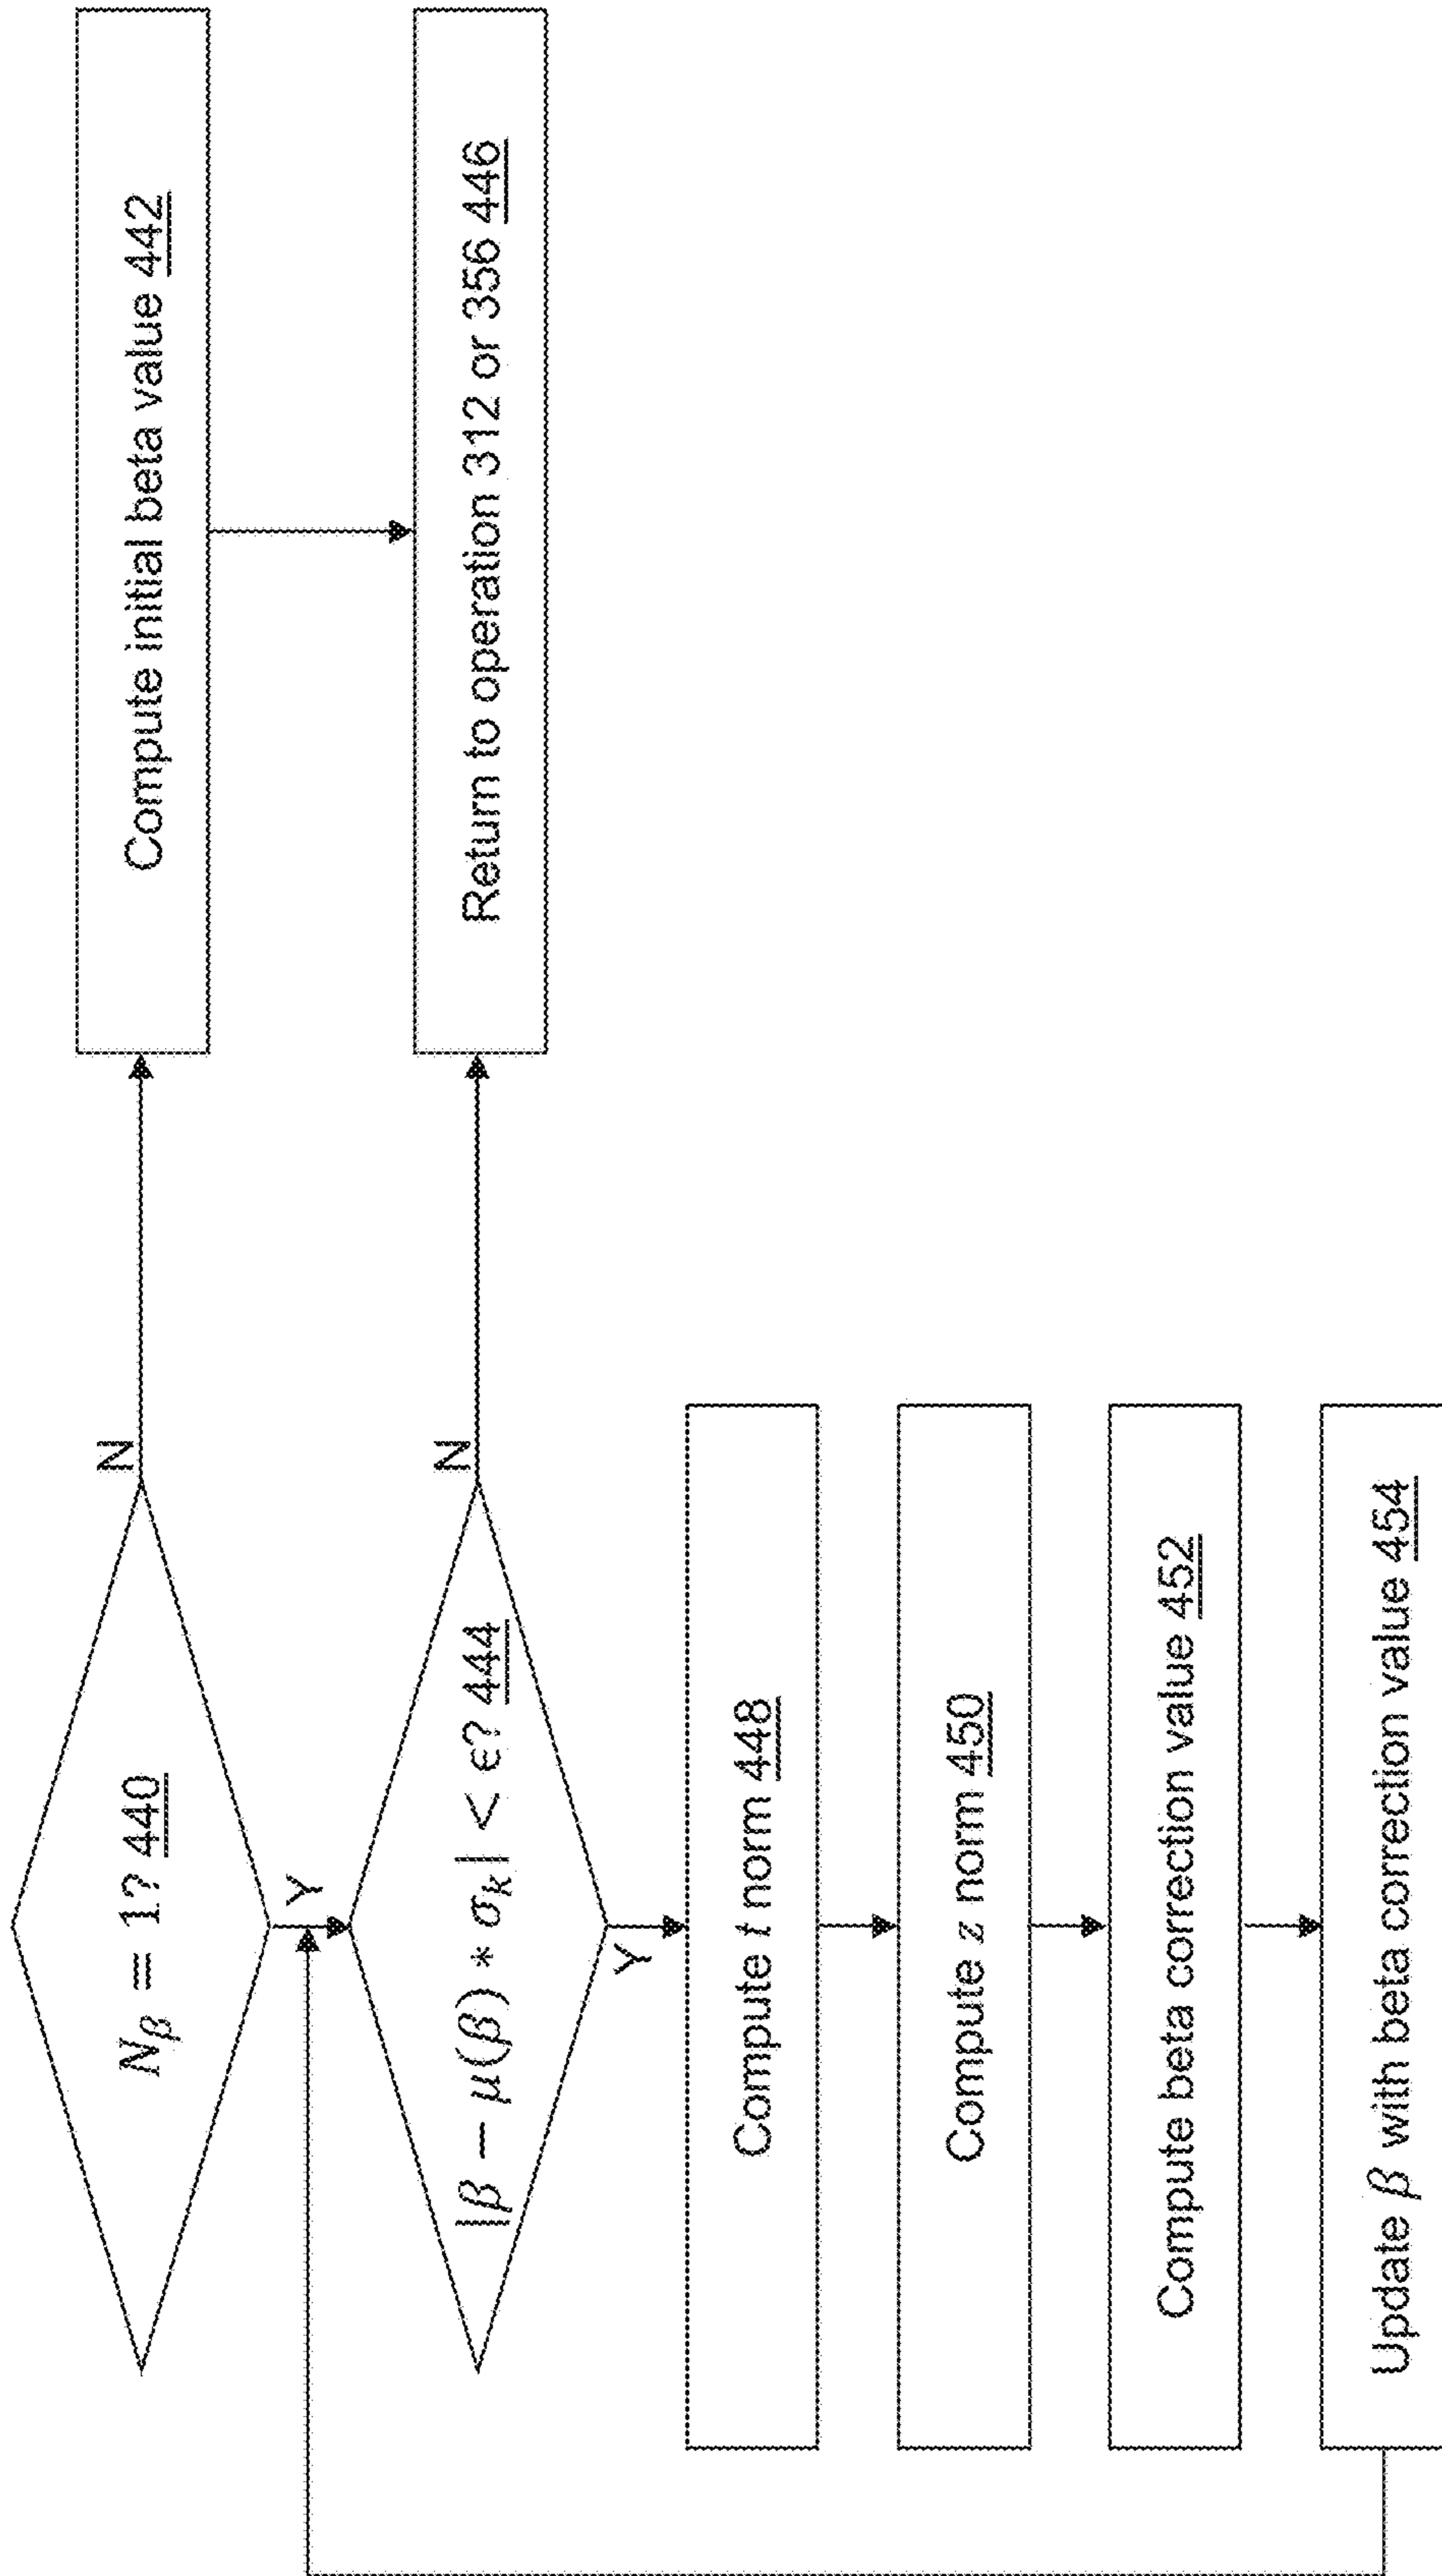 N_β = 1? 440
N
Compute initial beta value 442
Y
|β − μ(β) * σ_k| < ϵ? 444
N
Return to operation 312 or 356 446
Y
Compute t norm 448
Compute z norm 450
Compute beta correction value 452
Update β with beta correction value 454